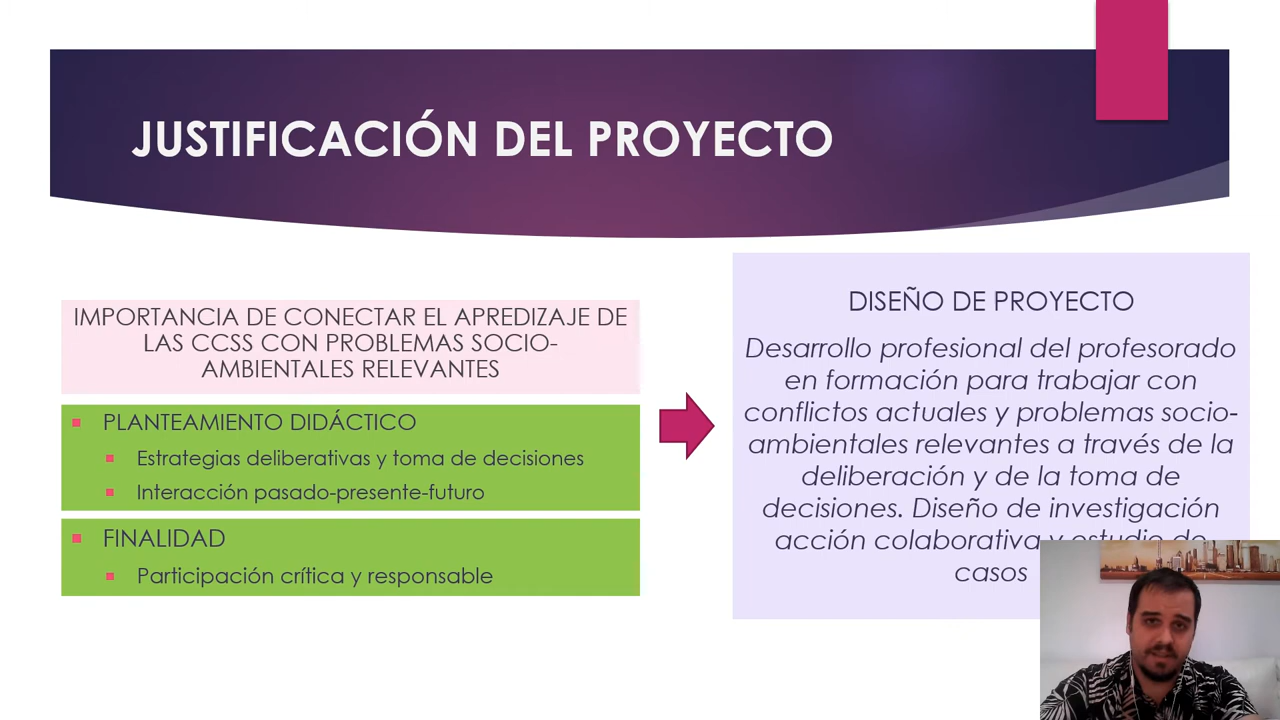 JUSTIFICACIÓN DEL PROYECTO
IMPORTANCIA DE CONECTAR EL APREDIZAJE DE
LAS CCSS CON PROBLEMAS SOCIO-
AMBIENTALES RELEVANTES
PLANTEAMIENTO DIDÁCTICO
Estrategias deliberativas y toma de decisiones
Interacción pasado-presente-futuro
FINALIDAD
Participación crítica y responsable
DISEÑO DE PROYECTO
Desarrollo profesional del profesorado
en formación para trabajar con
conflictos actuales y problemas socio-
ambientales relevantes a través de la
deliberación y de la toma de
decisiones. Diseño de investigación
acción colaborativa y estudio de
casos